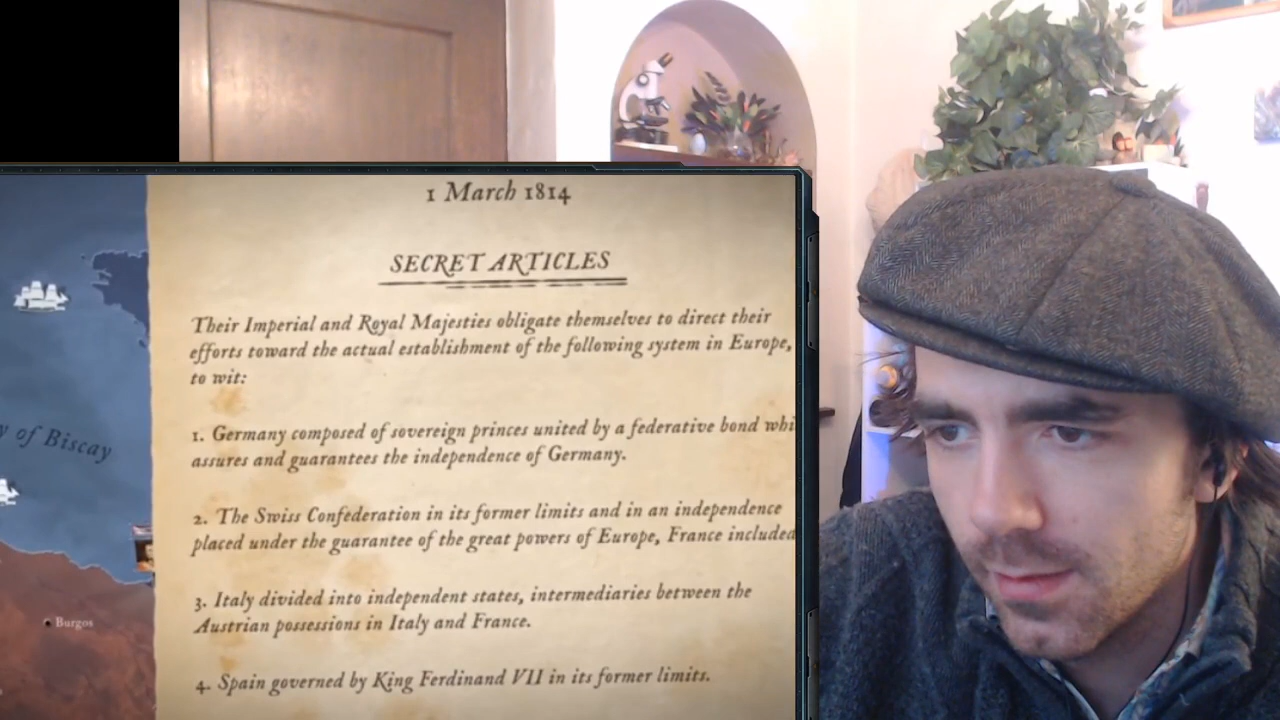 1 March 1814
SECRET ARTICLES
Their Imperial and Royal Majesties obligate themselves to direct their
efforts toward the actual establishment of the following system in Europe,
to wit:
1. Germany composed of sovereign princes united by a federative bond whi
assures and guarantees the independence of Germany.
2. The Swiss Confederation in its former limits and in an independence
placed under the guarantee of the great powers of Europe, France included
3. Italy divided into independent states, intermediaries between the
Austrian possessions in Italy and France.
4. Spain governed by King Ferdinand VII in its former limits.
y of Biscay
Burgos